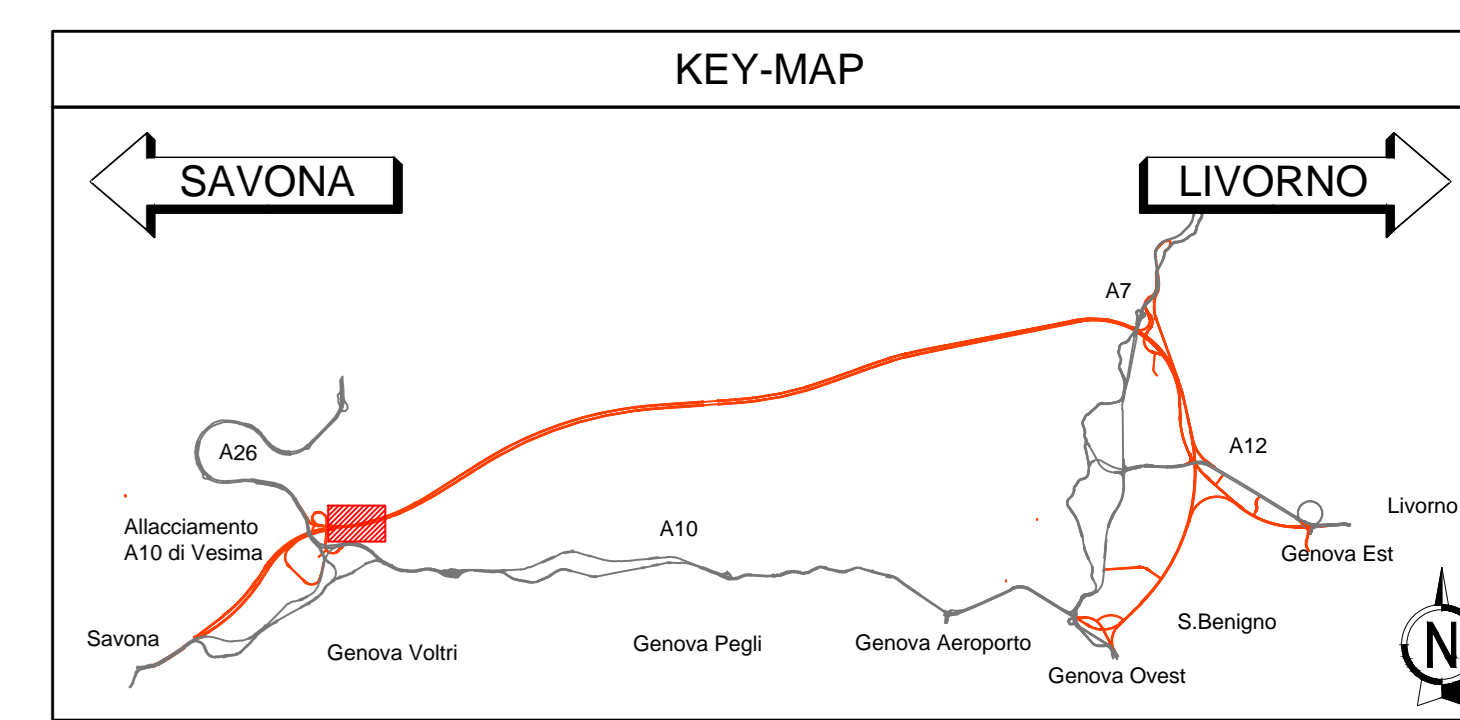 KEY-MAP
SAVONA
LIVORNO
A7
A26
A12
Livorno
Allacciamento
A10 di Vesima
A10
Genova Est
S.Benigno
Savona
Genova Voltri
Genova Pegli
Genova Aeroporto
Genova Ovest
N